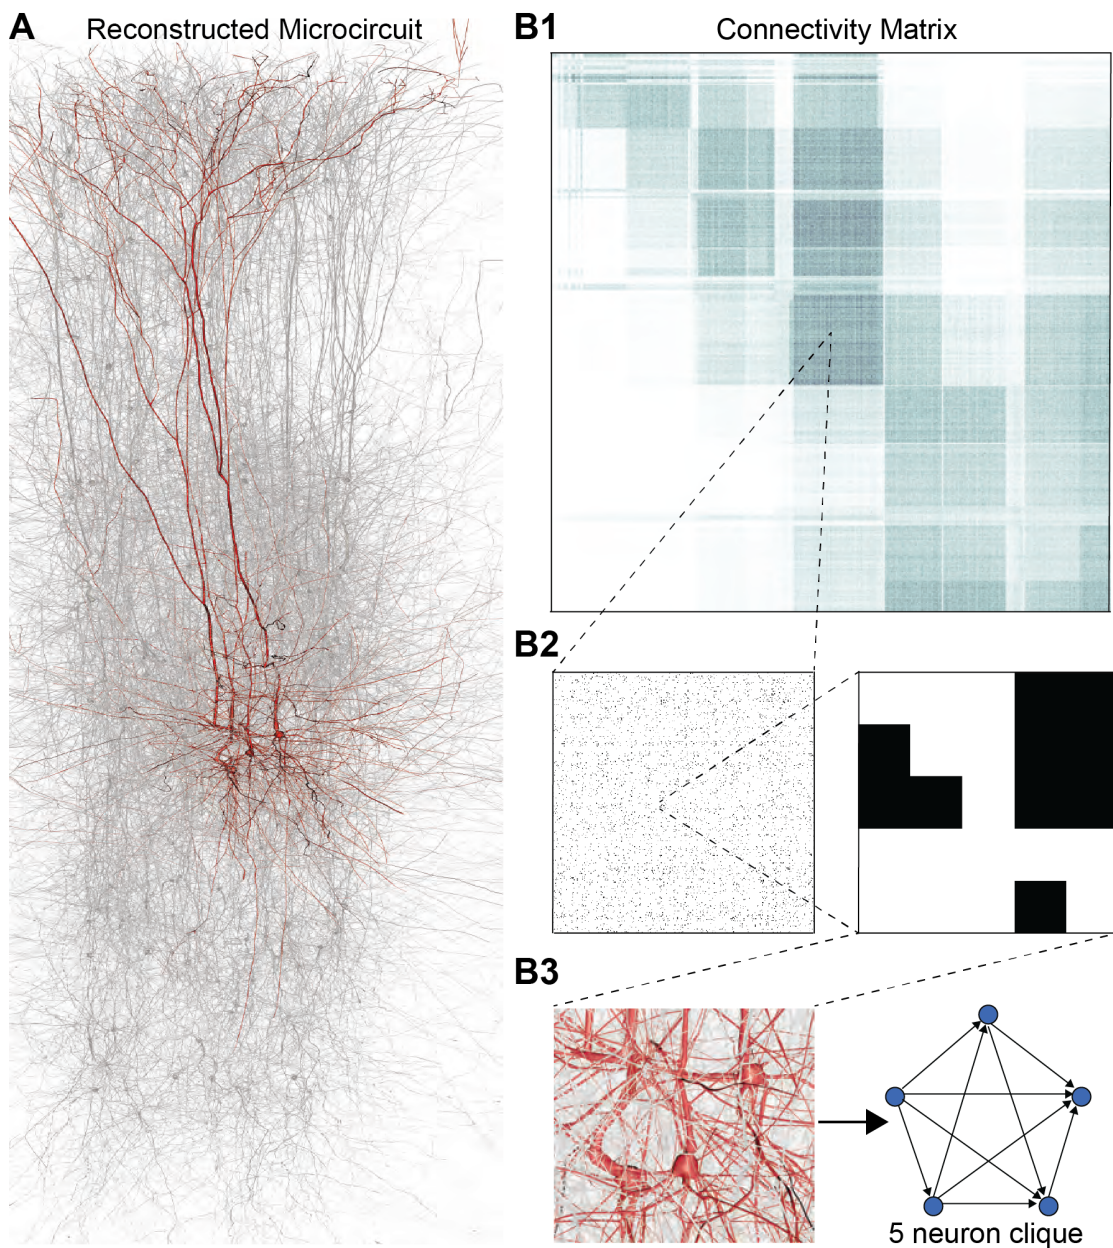 A Reconstructed Microcircuit
B1 Connectivity Matrix
B2
B3
5 neuron clique